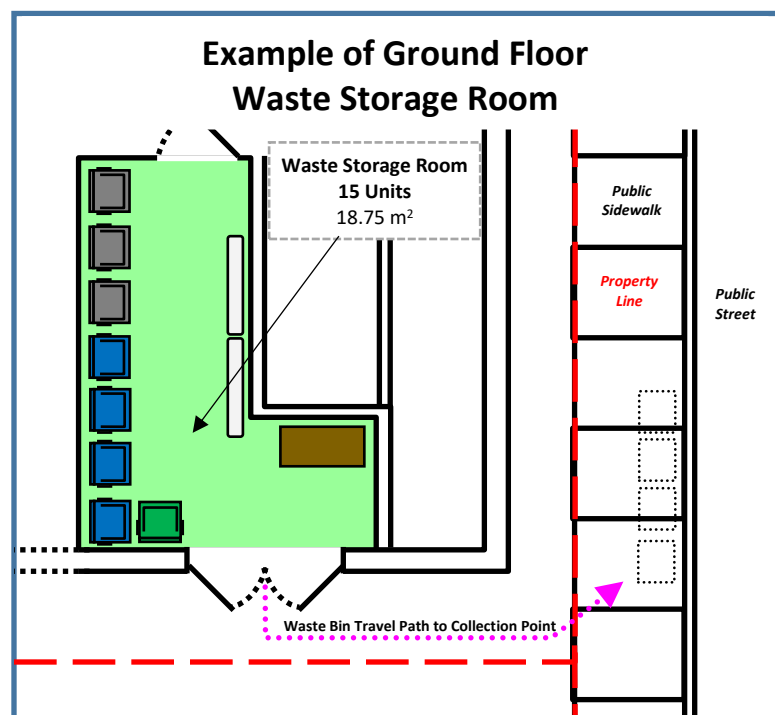 Example of Ground Floor
Waste Storage Room
Waste Storage Room
15 Units
18.75 m²
Public
Sidewalk
Property
Line
Public
Street
Waste Bin Travel Path to Collection Point